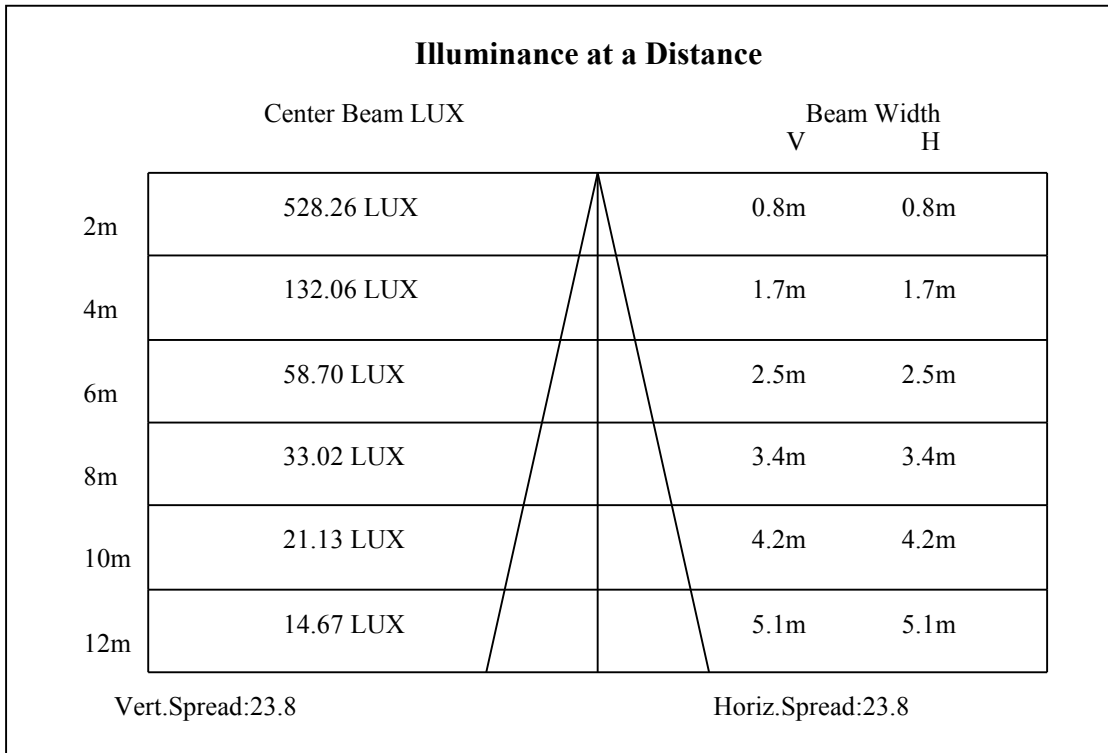 Illuminance at a Distance
Center Beam LUX Beam Width
V H
2m 528.26 LUX 0.8m 0.8m
4m 132.06 LUX 1.7m 1.7m
6m 58.70 LUX 2.5m 2.5m
8m 33.02 LUX 3.4m 3.4m
10m 21.13 LUX 4.2m 4.2m
12m 14.67 LUX 5.1m 5.1m
Vert.Spread:23.8 Horiz.Spread:23.8